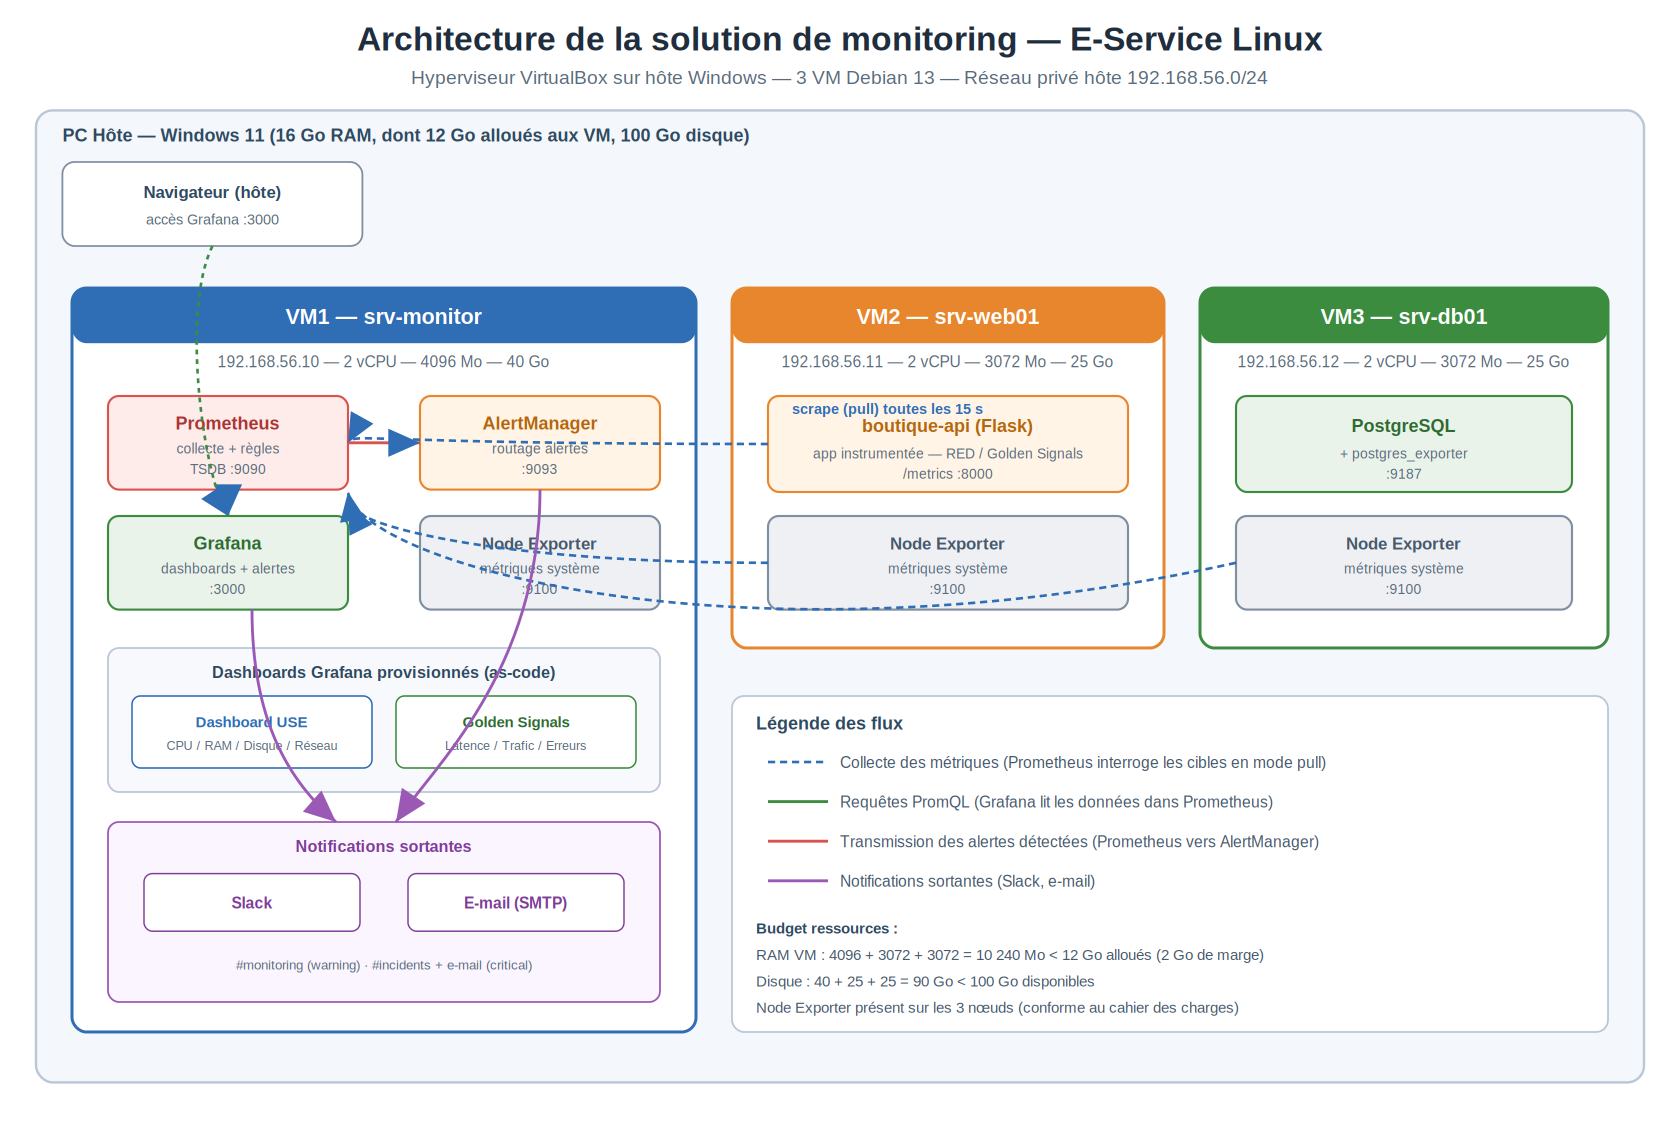 Architecture de la solution de monitoring — E-Service Linux
Hyperviseur VirtualBox sur hôte Windows — 3 VM Debian 13 — Réseau privé hôte 192.168.56.0/24
PC Hôte — Windows 11 (16 Go RAM, dont 12 Go alloués aux VM, 100 Go disque)
Navigateur (hôte)
accès Grafana :3000
VM1 — srv-monitor
192.168.56.10 — 2 vCPU — 4096 Mo — 40 Go
Prometheus
collecte + règles
TSDB :9090
AlertManager
routage alertes
:9093
Grafana
dashboards + alertes
:3000
Node Exporter
métriques système
:9100
Dashboards Grafana provisionnés (as-code)
Dashboard USE
CPU / RAM / Disque / Réseau
Golden Signals
Latence / Trafic / Erreurs
Notifications sortantes
Slack
E-mail (SMTP)
#monitoring (warning) · #incidents + e-mail (critical)
VM2 — srv-web01
192.168.56.11 — 2 vCPU — 3072 Mo — 25 Go
scrape (pull) toutes les 15 s
boutique-api (Flask)
app instrumentée — RED / Golden Signals
/metrics :8000
Node Exporter
métriques système
:9100
VM3 — srv-db01
192.168.56.12 — 2 vCPU — 3072 Mo — 25 Go
PostgreSQL
+ postgres_exporter
:9187
Node Exporter
métriques système
:9100
Légende des flux
Collecte des métriques (Prometheus interroge les cibles en mode pull)
Requêtes PromQL (Grafana lit les données dans Prometheus)
Transmission des alertes détectées (Prometheus vers AlertManager)
Notifications sortantes (Slack, e-mail)
Budget ressources :
RAM VM : 4096 + 3072 + 3072 = 10 240 Mo < 12 Go alloués (2 Go de marge)
Disque : 40 + 25 + 25 = 90 Go < 100 Go disponibles
Node Exporter présent sur les 3 nœuds (conforme au cahier des charges)